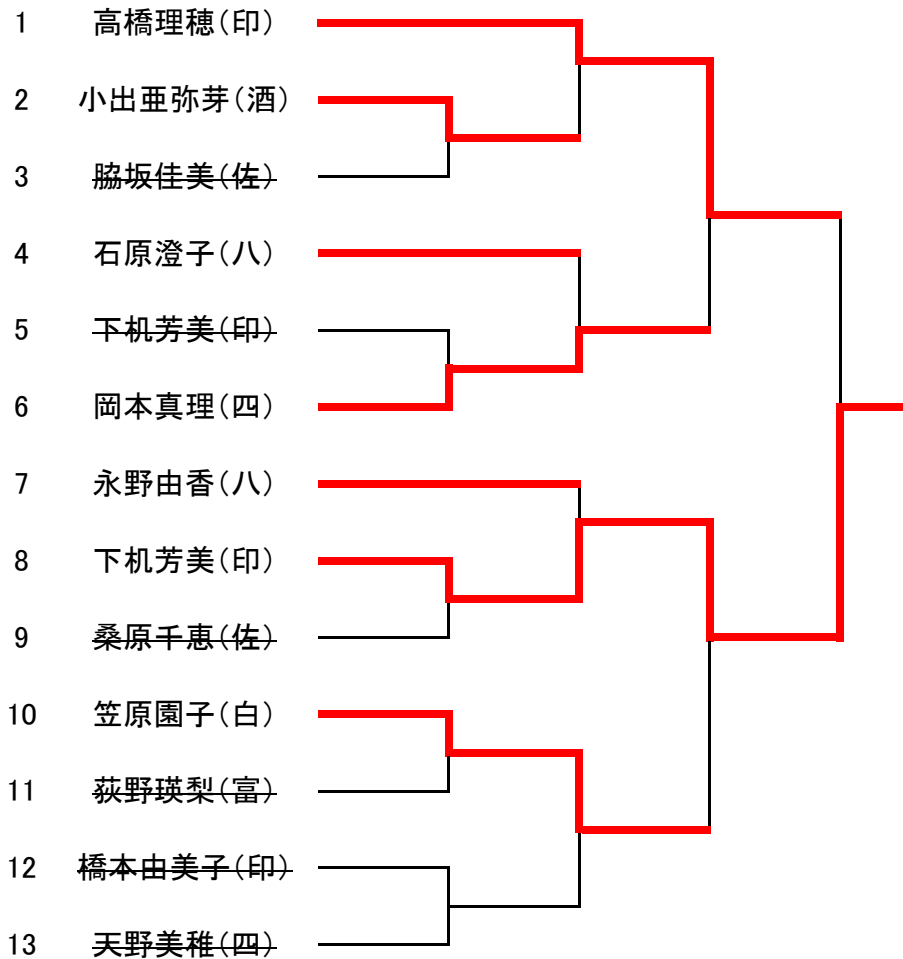 1 高橋理穂(印)
2 小出亜弥芽(酒)
3 脇坂佳美(佐)
4 石原澄子(八)
5 下机芳美(印)
6 岡本真理(四)
7 永野由香(八)
8 下机芳美(印)
9 桑原千恵(佐)
10 笠原園子(白)
11 荻野瑛梨(富)
12 橋本由美子(印)
13 天野美稚(四)